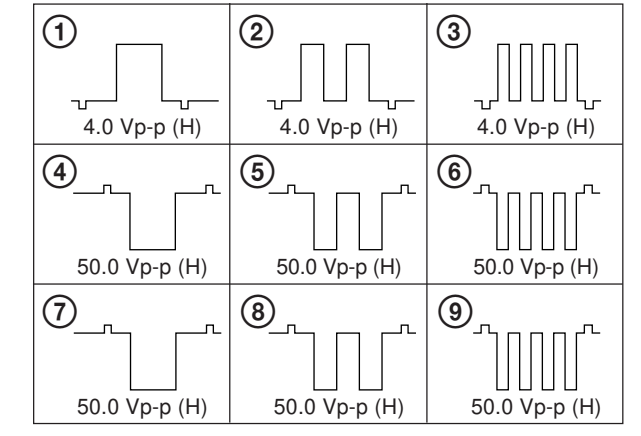 ① ② ③
4.0 Vp-p (H) 4.0 Vp-p (H) 4.0 Vp-p (H)
④ ⑤ ⑥
50.0 Vp-p (H) 50.0 Vp-p (H) 50.0 Vp-p (H)
⑦ ⑧ ⑨
50.0 Vp-p (H) 50.0 Vp-p (H) 50.0 Vp-p (H)